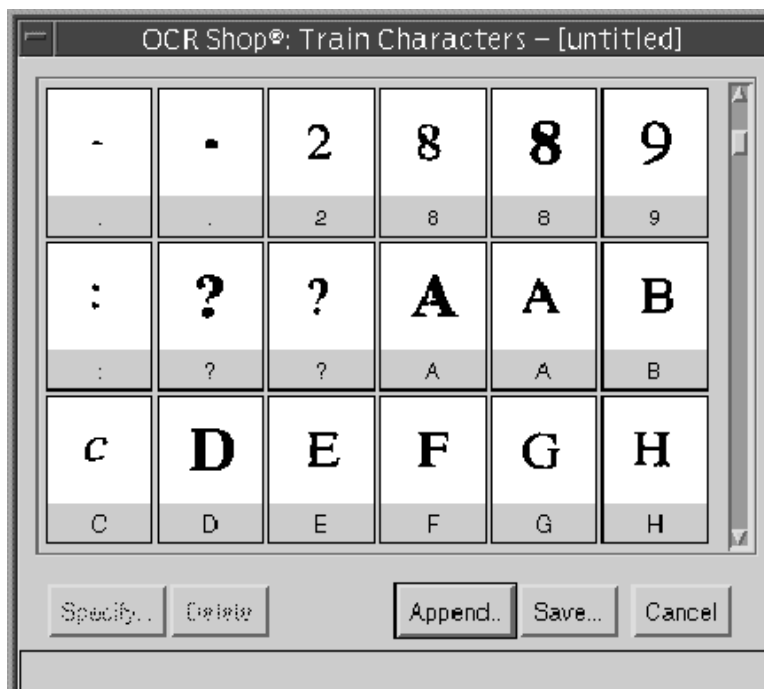 OCR Shop®: Train Characters – [untitled]
- . 2 8 8 9
. . 2 8 8 9
: ? ? A A B
: ? ? A A B
c D E F G H
C D E F G H
Specify.. Delete Append.. Save... Cancel